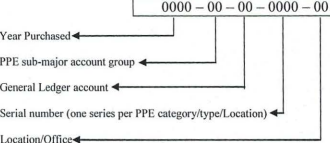 0000 – 00 – 00 – 0000 – 00
Year Purchased
PPE sub-major account group
General Ledger account
Serial number (one series per PPE category/type/Location)
Location/Office